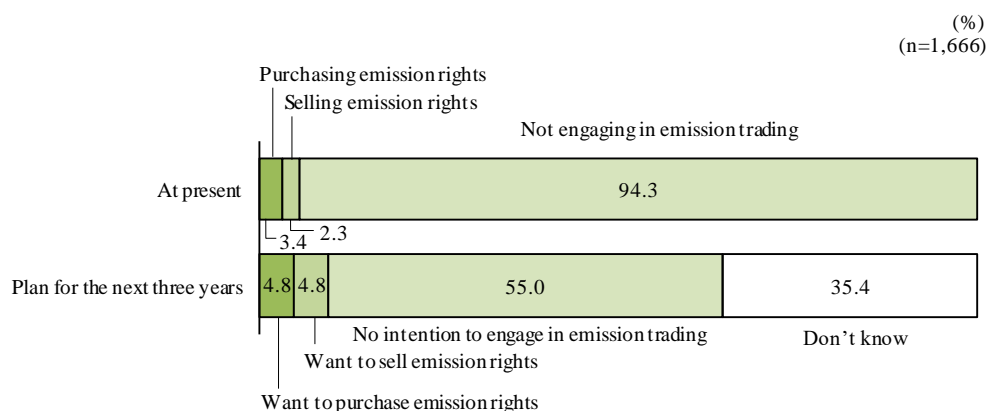 (%)
(n=1,666)
Purchasing emission rights
Selling emission rights
Not engaging in emission trading
At present
94.3
3.4
2.3
Plan for the next three years
4.8
4.8
55.0
35.4
No intention to engage in emission trading
Don't know
Want to sell emission rights
Want to purchase emission rights